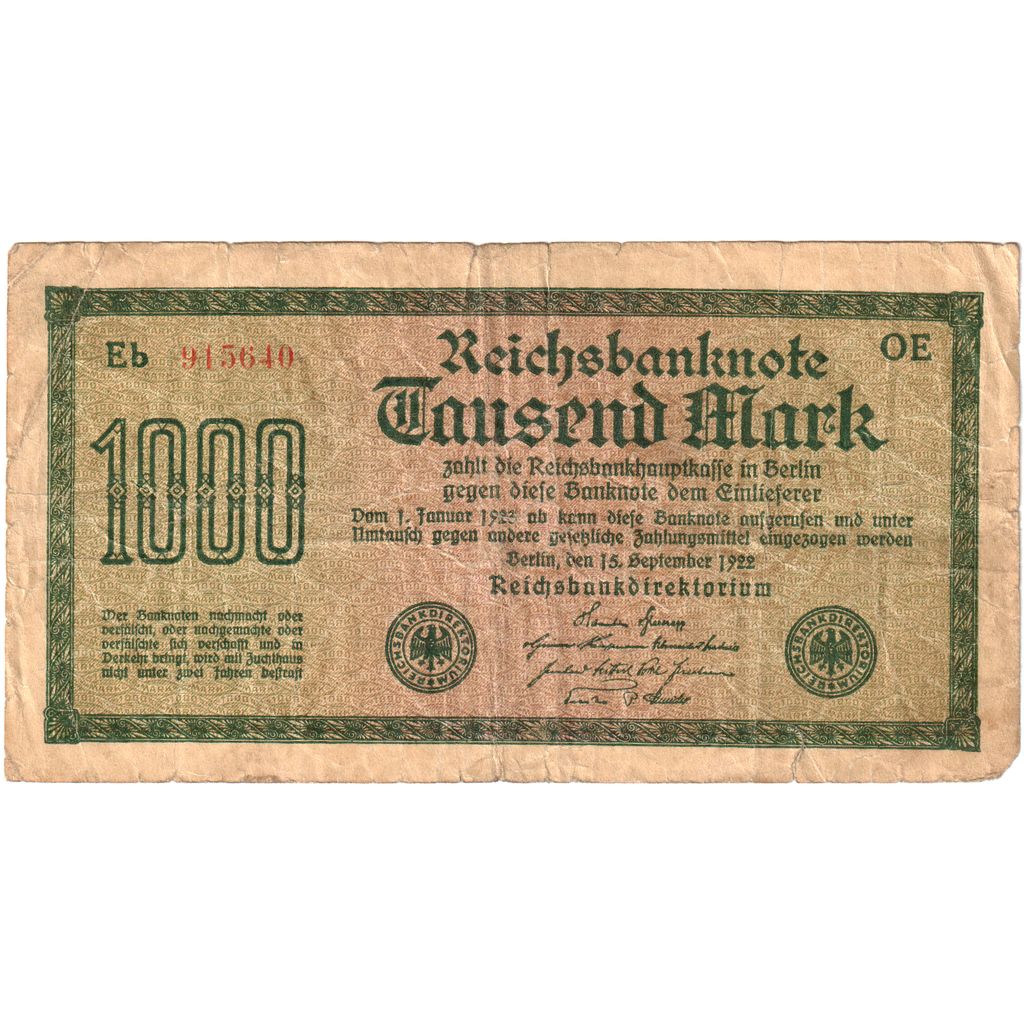 Eb 915640
Reichsbanknote
OE
Tausend Mark
1000
zahlt die Reichsbankhauptkasse in Berlin
gegen diese Banknote dem Einlieferer
Vom 1. Januar 1923 ab kann diese Banknote aufgerufen und unter
Umtausch gegen andere gesetzliche Zahlungsmittel eingezogen werden
Berlin, den 15. September 1922
Reichsbankdirektorium
Wer Banknoten nachmacht oder
verfälscht, oder nachgemachte oder
verfälschte sich verschafft und in
Verkehr bringt, wird mit Zuchthaus
nicht unter zwei Jahren bestraft
REICHSBANKDIREKTORIUM
REICHSBANKDIREKTORIUM